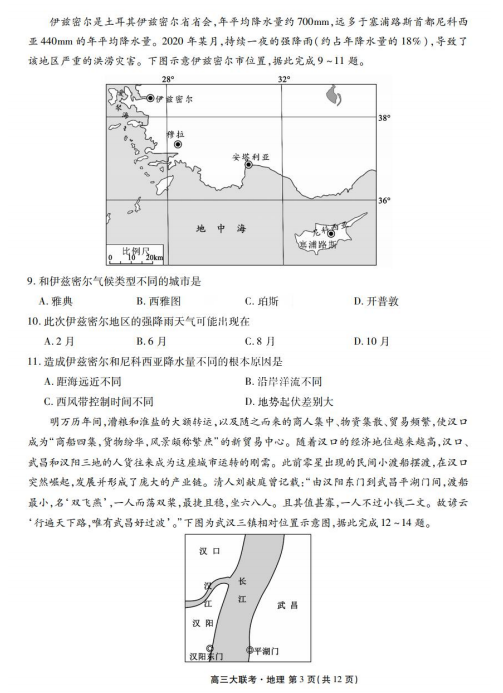 伊兹密尔是土耳其伊兹密尔省省会,年平均降水量约700mm,远多于塞浦路斯首都尼科西
亚440mm的年平均降水量。2020年某月,持续一夜的强降雨(约占年降水量的18%),导致了
该地区严重的洪涝灾害。下图示意伊兹密尔市位置,据此完成9~11题。
28° 32°
伊兹密尔
38°
穆拉
安塔利亚
36°
地中海
尼科西亚
塞浦路斯
比例尺
0 10 20km
9. 和伊兹密尔气候类型不同的城市是
A. 雅典 B. 西雅图 C. 珀斯 D. 开普敦
10. 此次伊兹密尔地区的强降雨天气可能出现在
A. 2月 B. 6月 C. 8月 D. 10月
11. 造成伊兹密尔和尼科西亚降水量不同的根本原因是
A. 距海远近不同 B. 沿岸洋流不同
C. 西风带控制时间不同 D. 地势起伏差别大
明万历年间,漕粮和淮盐的大额转运,以及随之而来的商人集中、物资集散、贸易频繁,使汉口
成为“商船四集,货物纷华,风景颇称繁庶”的新贸易中心。随着汉口的经济地位越来越高,汉口、
武昌和汉阳三地的人货往来成为这座城市运转的刚需。此前零星出现的民间小渡船摆渡,在汉口
突然崛起,发展并形成了庞大的产业链。清人刘献庭曾记载:“由汉阳东门到武昌平湖门间,渡船
最小,名‘双飞燕’,一人而荡双桨,最捷且稳,坐六八人。且其值甚寡,一人不过小钱二文。故谚云
‘行遍天下路,唯有武昌好过渡’。”下图为武汉三镇相对位置示意图,据此完成12~14题。
汉口
汉江
长江
武昌
汉阳
汉阳东门
平湖门
高三大联考·地理 第3页(共12页)